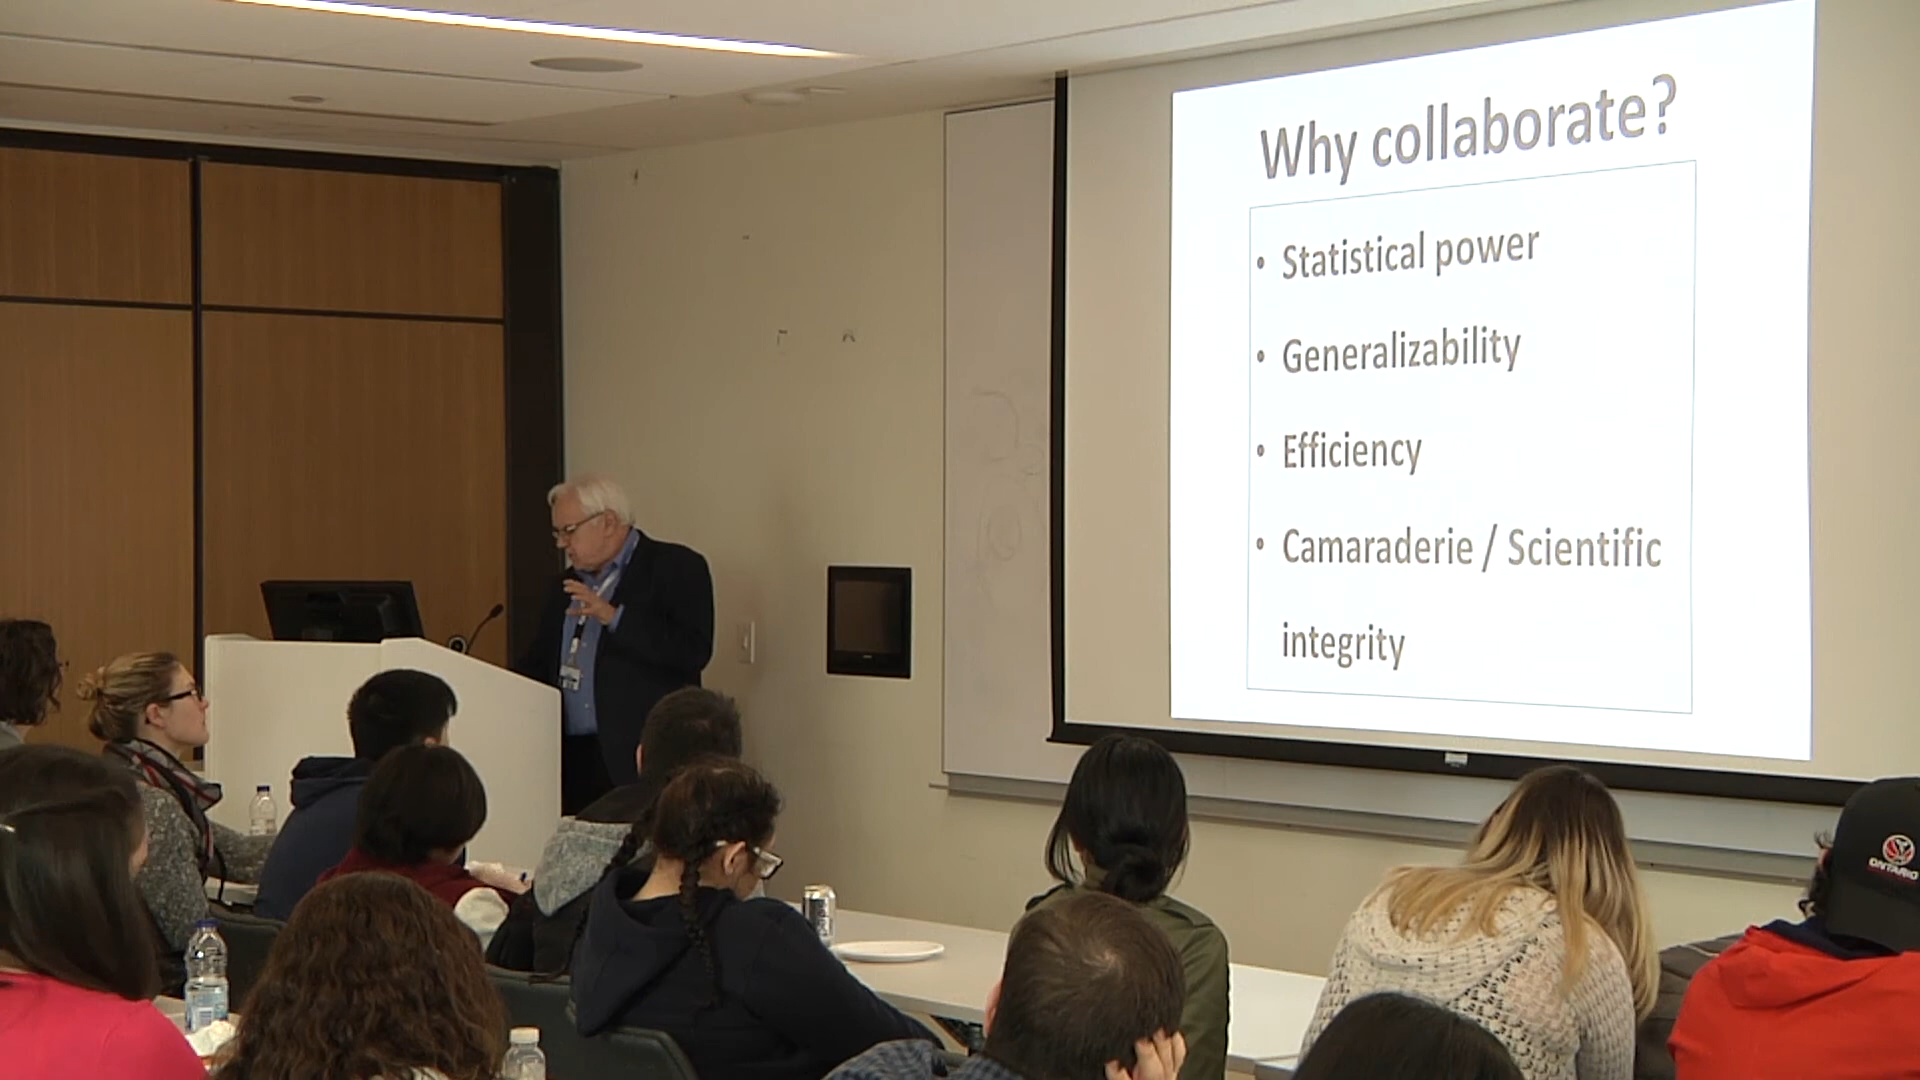 Why collaborate?
• Statistical power
• Generalizability
• Efficiency
• Camaraderie / Scientific
integrity
ONTARIO